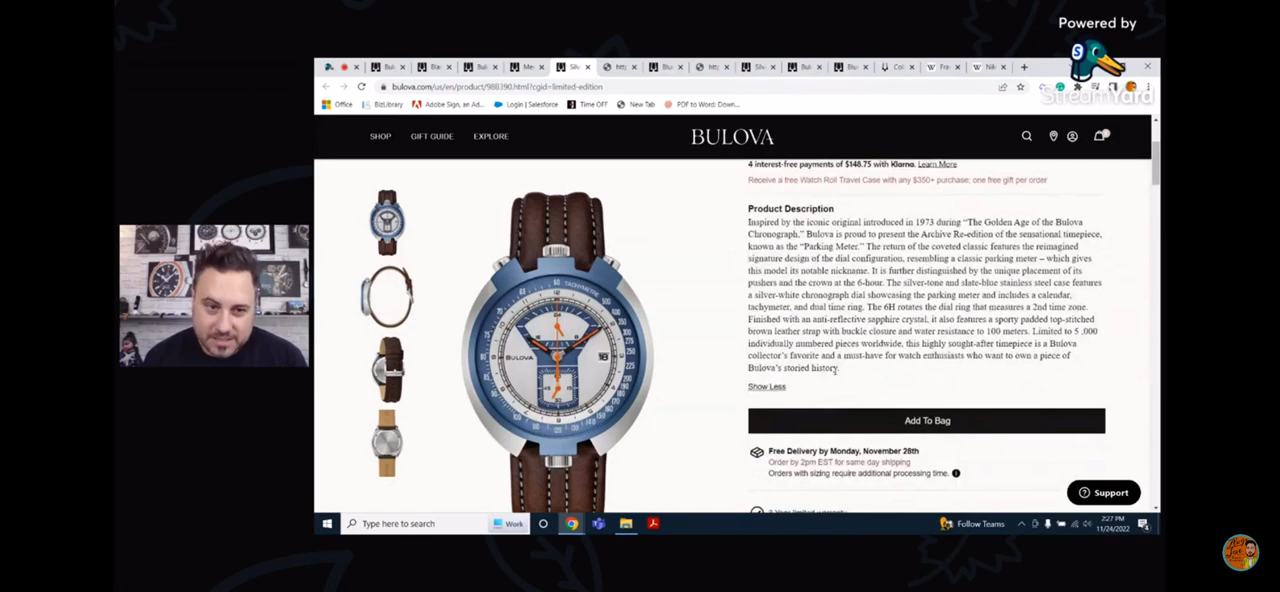 Powered by
StreamYard
bulova.com/us/en/product/98B390.html?cgid=limited-edition
Office
BizLibrary
Adobe Sign, an Ad...
Login | Salesforce
Time OFF
New Tab
PDF to Word: Down...
SHOP
GIFT GUIDE
EXPLORE
BULOVA
4 interest-free payments of $148.75 with Klarna. Learn More
Receive a free Watch Roll Travel Case with any $350+ purchase; one free gift per order
Product Description
Inspired by the iconic original introduced in 1973 during “The Golden Age of the Bulova
Chronograph,” Bulova is proud to present the Archive Re-edition of the sensational timepiece,
known as the “Parking Meter.” The return of the coveted classic features the reimagined
signature design of the dial configuration, resembling a classic parking meter – which gives
this model its notable nickname. It is further distinguished by the unique placement of its
pushers and the crown at the 6-hour. The silver-tone and slate-blue stainless steel case features
a silver-white chronograph dial showcasing the parking meter and includes a calendar,
tachymeter, and dual time ring. The 6H rotates the dial ring that measures a 2nd time zone.
Finished with an anti-reflective sapphire crystal, it also features a sporty padded top-stitched
brown leather strap with buckle closure and water resistance to 100 meters. Limited to 5 ,000
individually numbered pieces worldwide, this highly sought-after timepiece is a Bulova
collector’s favorite and a must-have for watch enthusiasts who want to own a piece of
Bulova’s storied history.
Show Less
Add To Bag
Free Delivery by Monday, November 28th
Order by 2pm EST for same day shipping
Orders with sizing require additional processing time.
TACHYMETRE
BULOVA
18
Support
Type here to search
Work
Follow Teams
2:27 PM
11/24/2022